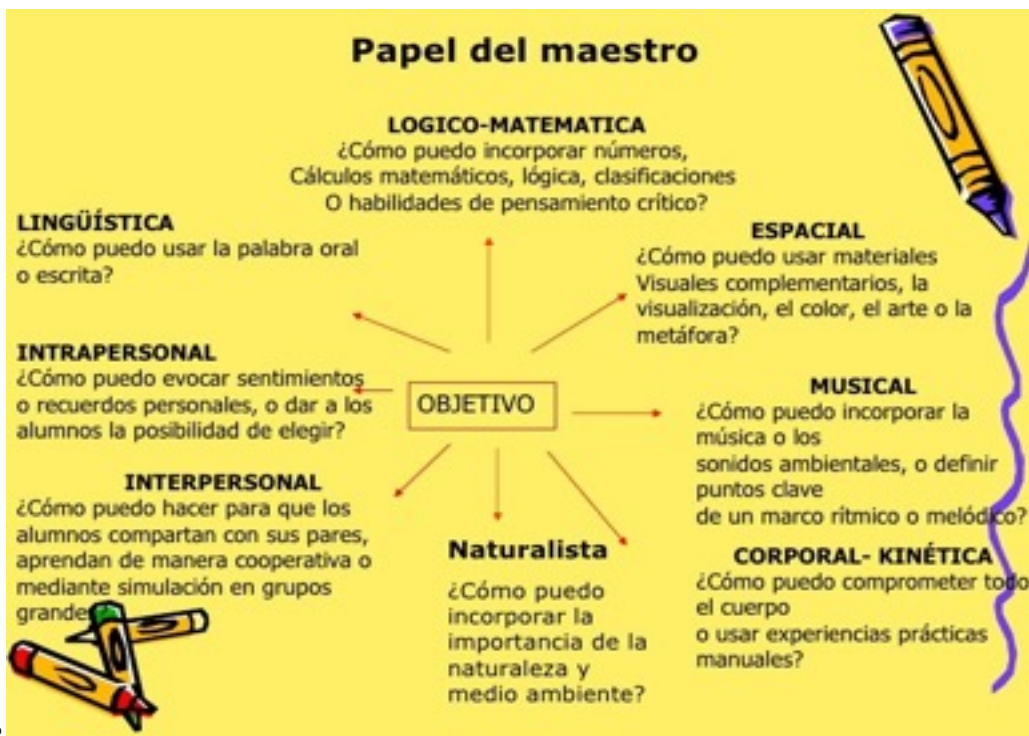 Papel del maestro
LOGICO-MATEMATICA
¿Cómo puedo incorporar números,
Cálculos matemáticos, lógica, clasificaciones
O habilidades de pensamiento crítico?
LINGÜÍSTICA
¿Cómo puedo usar la palabra oral
o escrita?
ESPACIAL
¿Cómo puedo usar materiales
Visuales complementarios, la
visualización, el color, el arte o la
metáfora?
INTRAPERSONAL
¿Cómo puedo evocar sentimientos
o recuerdos personales, o dar a los
alumnos la posibilidad de elegir?
OBJETIVO
MUSICAL
¿Cómo puedo incorporar la
música o los
sonidos ambientales, o definir
puntos clave
de un marco rítmico o melódico?
INTERPERSONAL
¿Cómo puedo hacer para que los
alumnos compartan con sus pares,
aprendan de manera cooperativa o
mediante simulación en grupos
grande
Naturalista
¿Cómo puedo
incorporar la
importancia de la
naturaleza y
medio ambiente?
CORPORAL- KINÉTICA
¿Cómo puedo comprometer todo
el cuerpo
o usar experiencias prácticas
manuales?